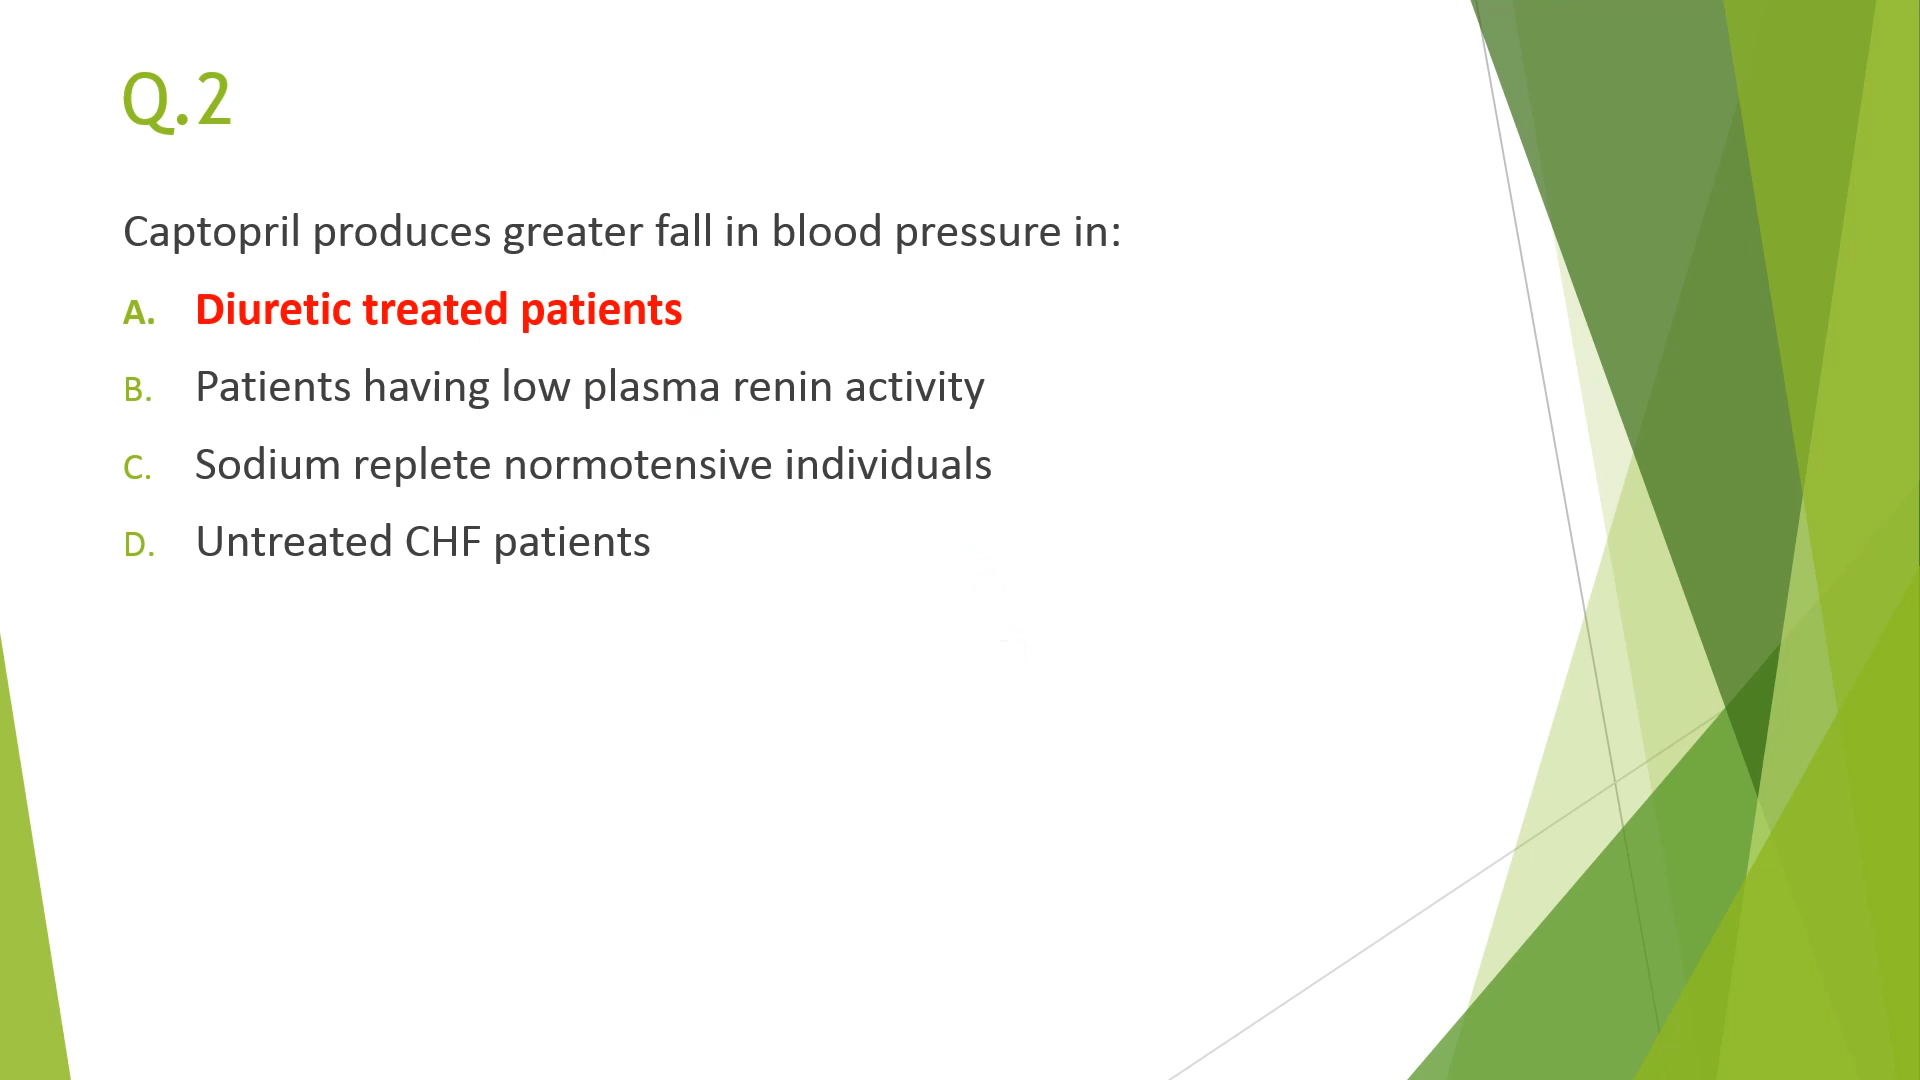 Q.2
Captopril produces greater fall in blood pressure in:
A. Diuretic treated patients
B. Patients having low plasma renin activity
C. Sodium replete normotensive individuals
D. Untreated CHF patients